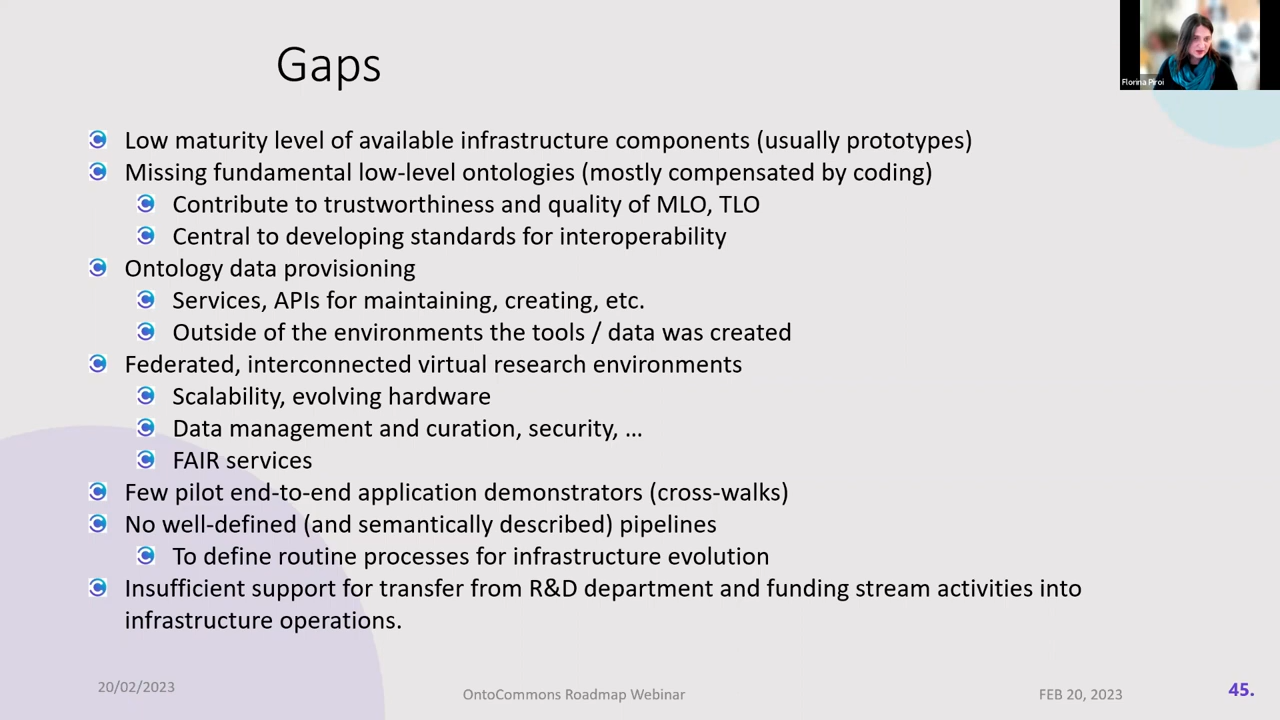 Gaps
Florina Piroi
Low maturity level of available infrastructure components (usually prototypes)
Missing fundamental low-level ontologies (mostly compensated by coding)
Contribute to trustworthiness and quality of MLO, TLO
Central to developing standards for interoperability
Ontology data provisioning
Services, APIs for maintaining, creating, etc.
Outside of the environments the tools / data was created
Federated, interconnected virtual research environments
Scalability, evolving hardware
Data management and curation, security, …
FAIR services
Few pilot end-to-end application demonstrators (cross-walks)
No well-defined (and semantically described) pipelines
To define routine processes for infrastructure evolution
Insufficient support for transfer from R&D department and funding stream activities into
infrastructure operations.
20/02/2023
OntoCommons Roadmap Webinar
FEB 20, 2023
45.